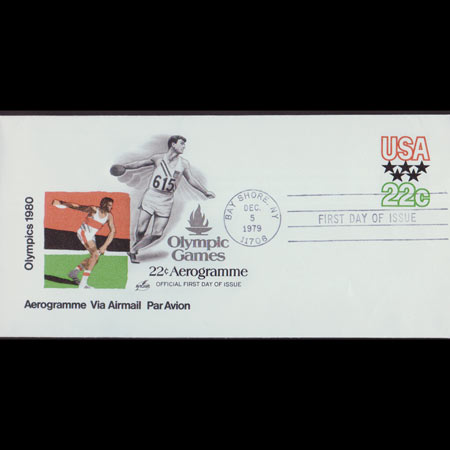 USA
22c
615
BAY SHORE, NY
DEC.
5
1979
11706
FIRST DAY OF ISSUE
Olympics 1980
Olympic
Games
22¢ Aerogramme
OFFICIAL FIRST DAY OF ISSUE
Aerogramme Via Airmail Par Avion